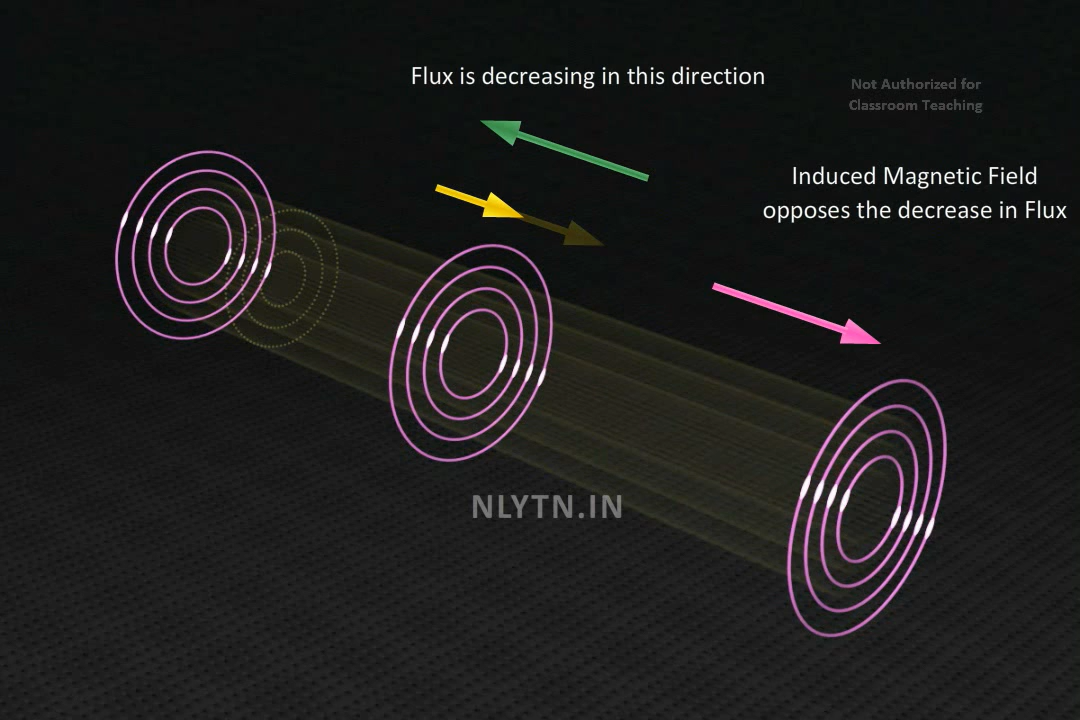 Flux is decreasing in this direction
Not Authorized for
Classroom Teaching
Induced Magnetic Field
opposes the decrease in Flux
NLYTN.IN